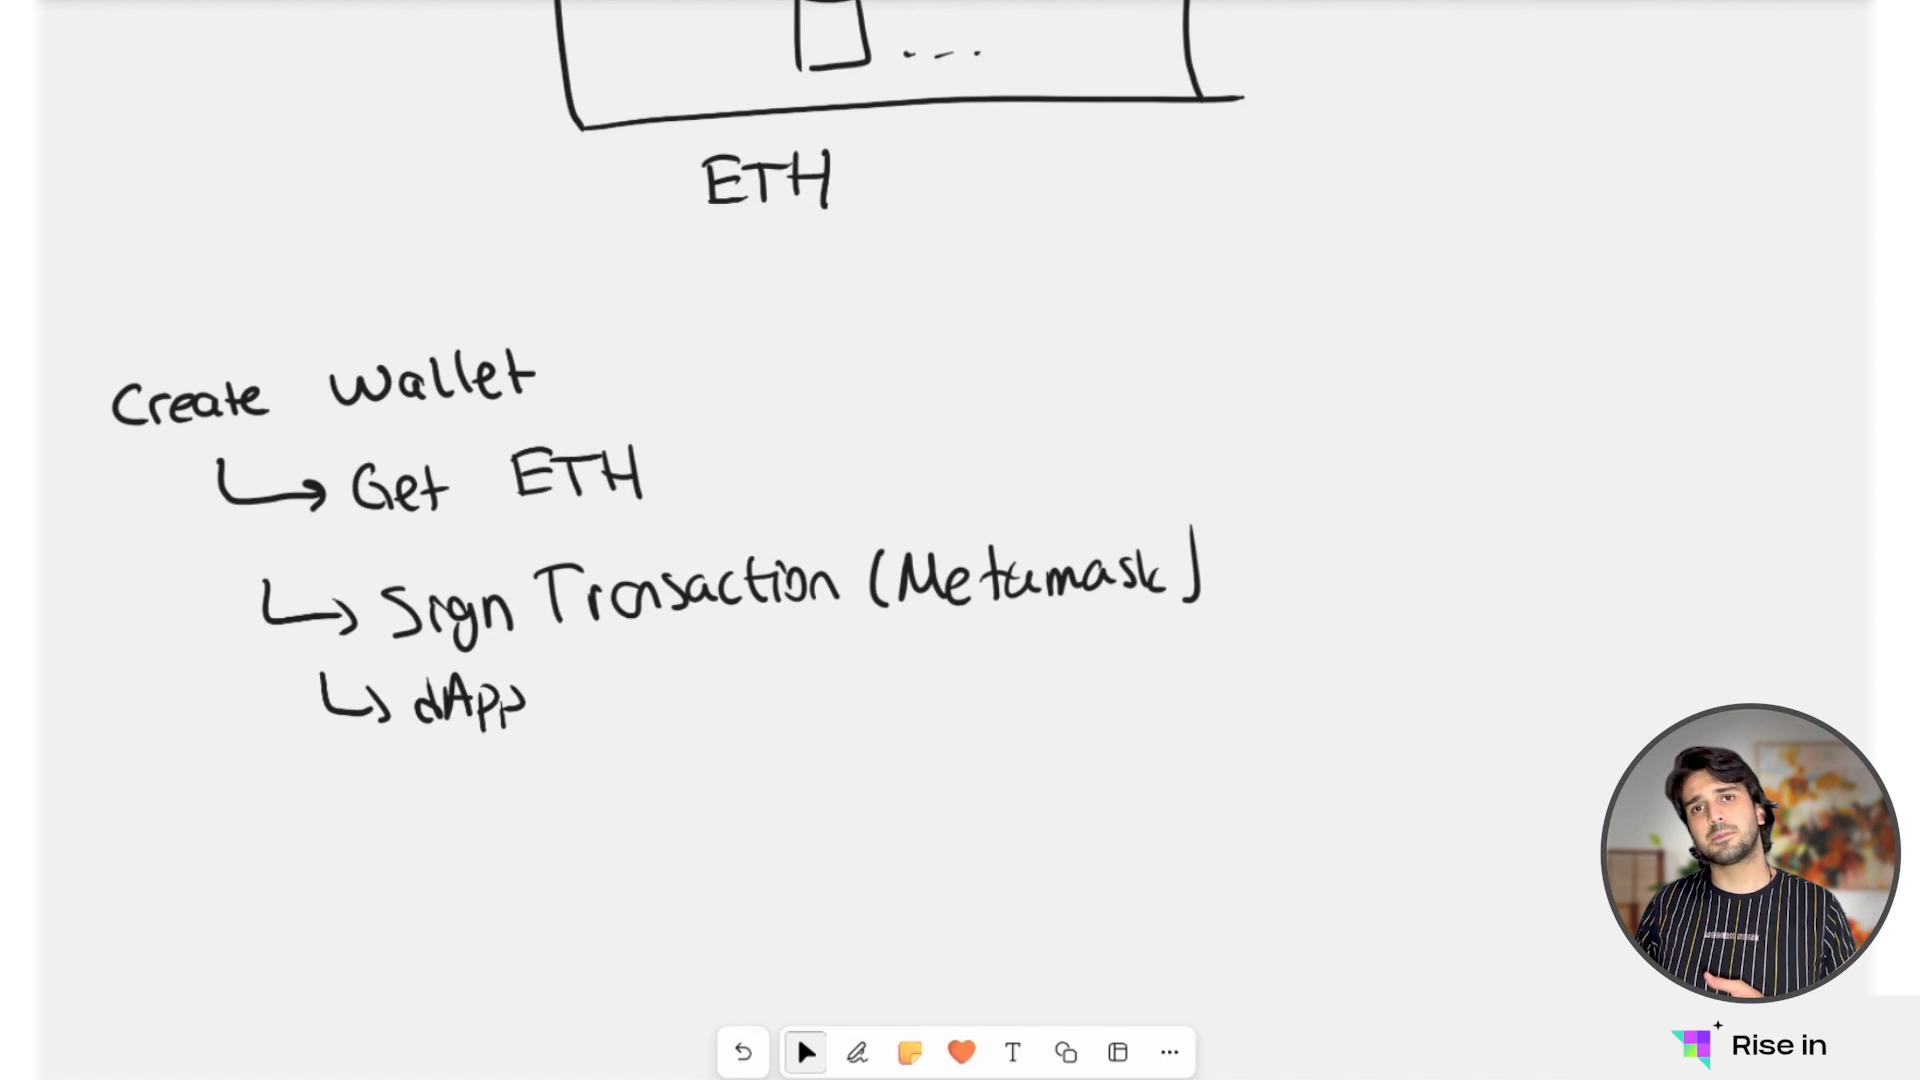 ETH
Create Wallet
Get ETH
Sign Transaction (Metamask)
dApp
T
Rise in